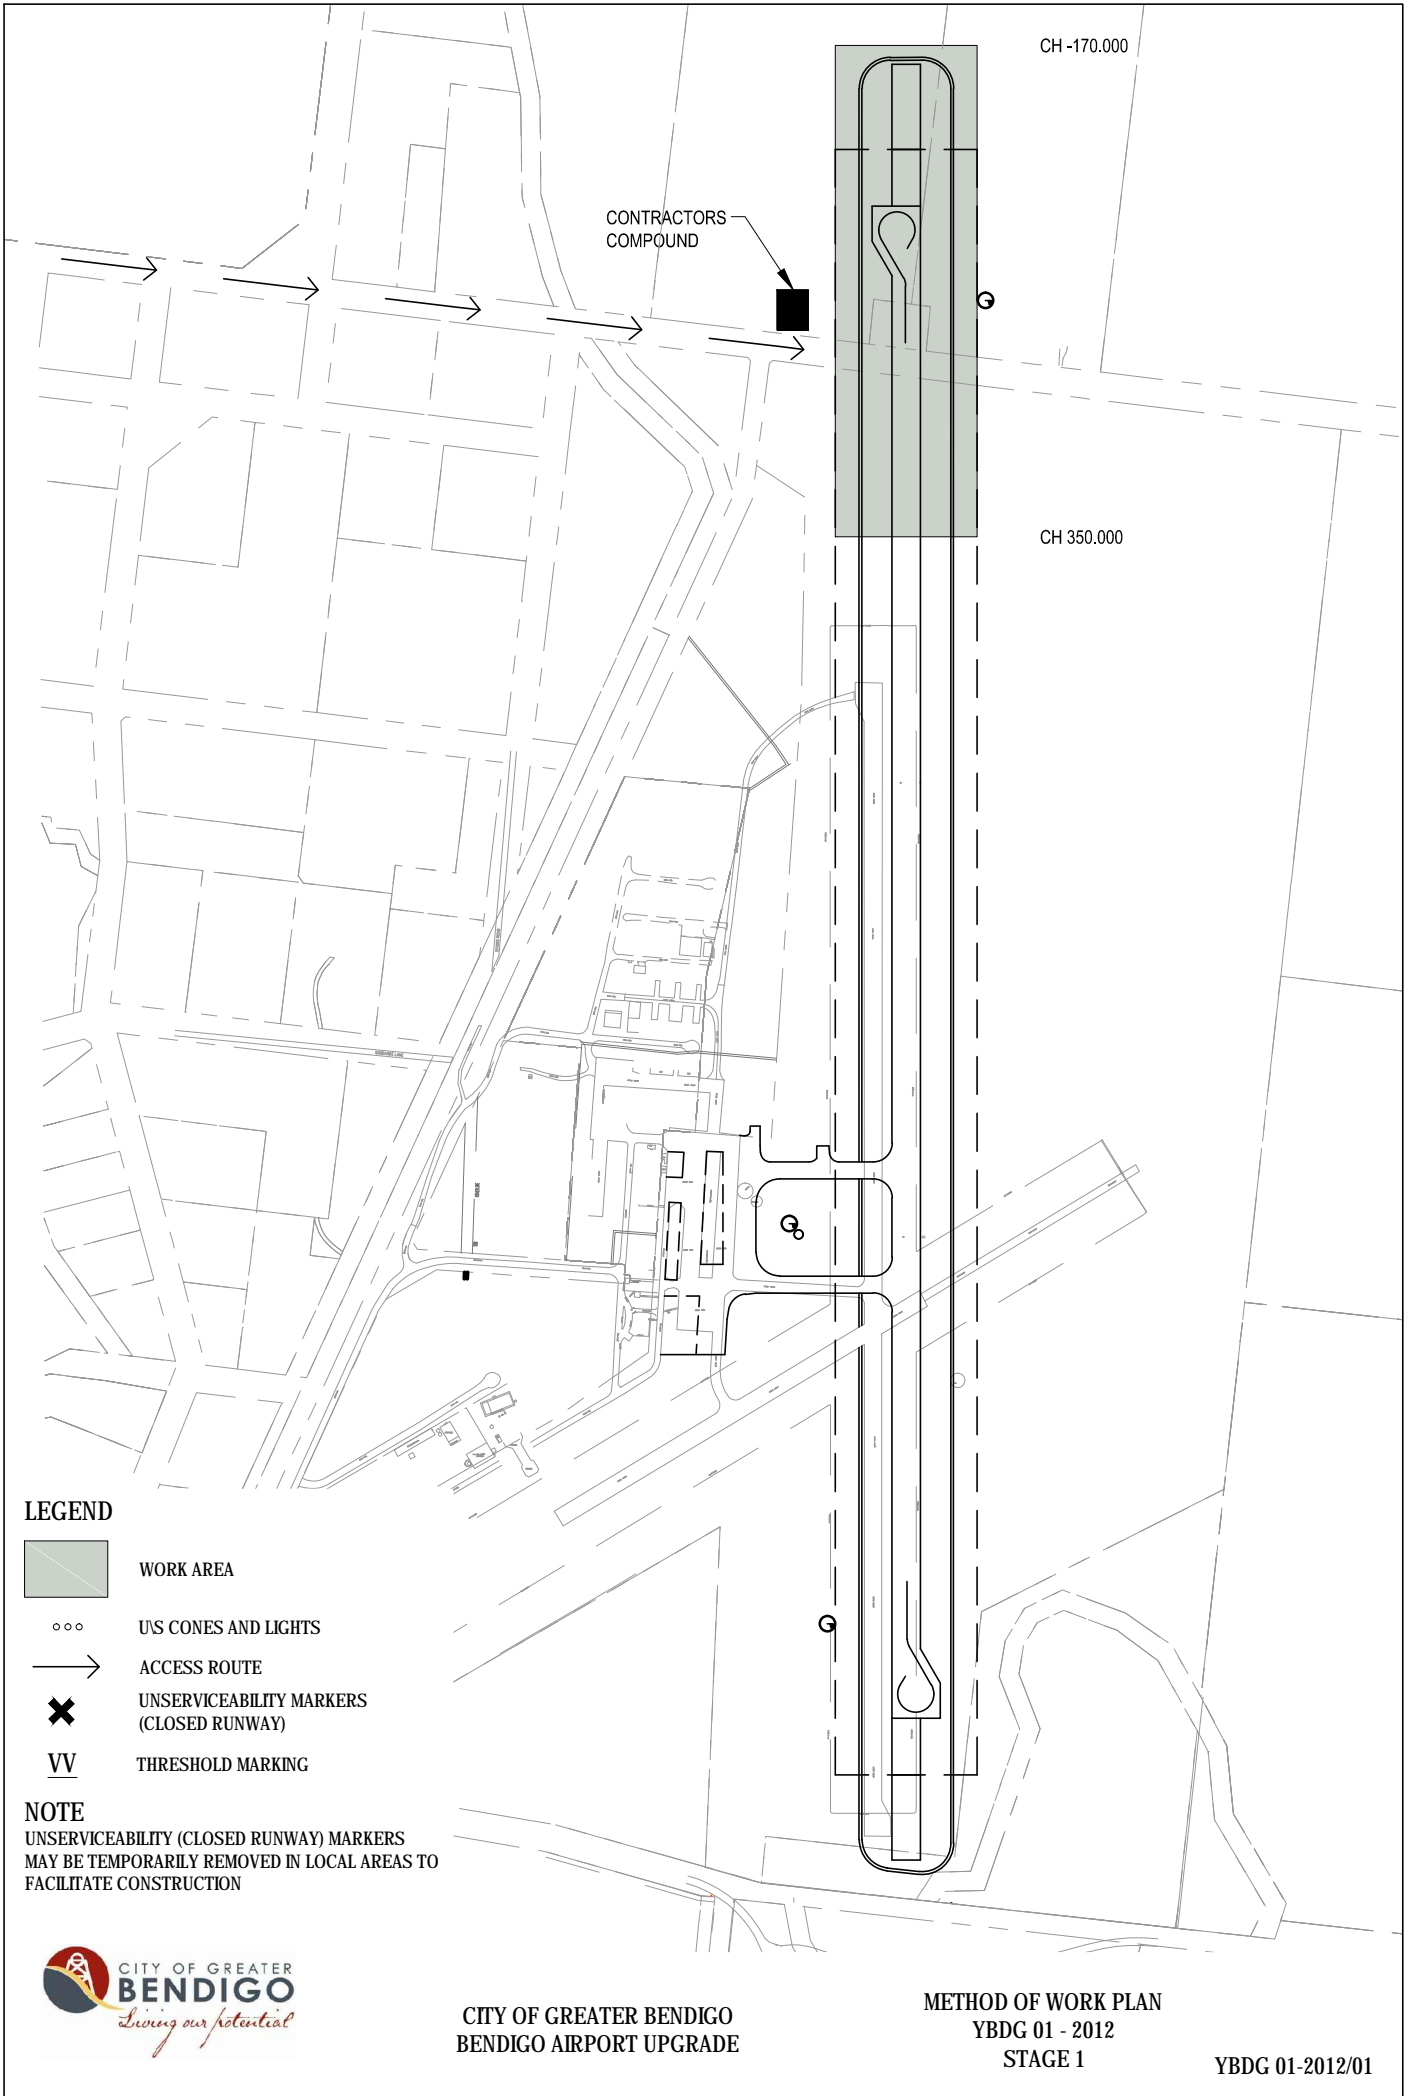 CH -170.000
CONTRACTORS
COMPOUND
CH 350.000
LEGEND
WORK AREA
U\S CONES AND LIGHTS
ACCESS ROUTE
UNSERVICEABILITY MARKERS
(CLOSED RUNWAY)
VV
THRESHOLD MARKING
NOTE
UNSERVICEABILITY (CLOSED RUNWAY) MARKERS
MAY BE TEMPORARILY REMOVED IN LOCAL AREAS TO
FACILITATE CONSTRUCTION
CITY OF GREATER
BENDIGO
Living our potential
CITY OF GREATER BENDIGO
BENDIGO AIRPORT UPGRADE
METHOD OF WORK PLAN
YBDG 01 - 2012
STAGE 1
YBDG 01-2012/01